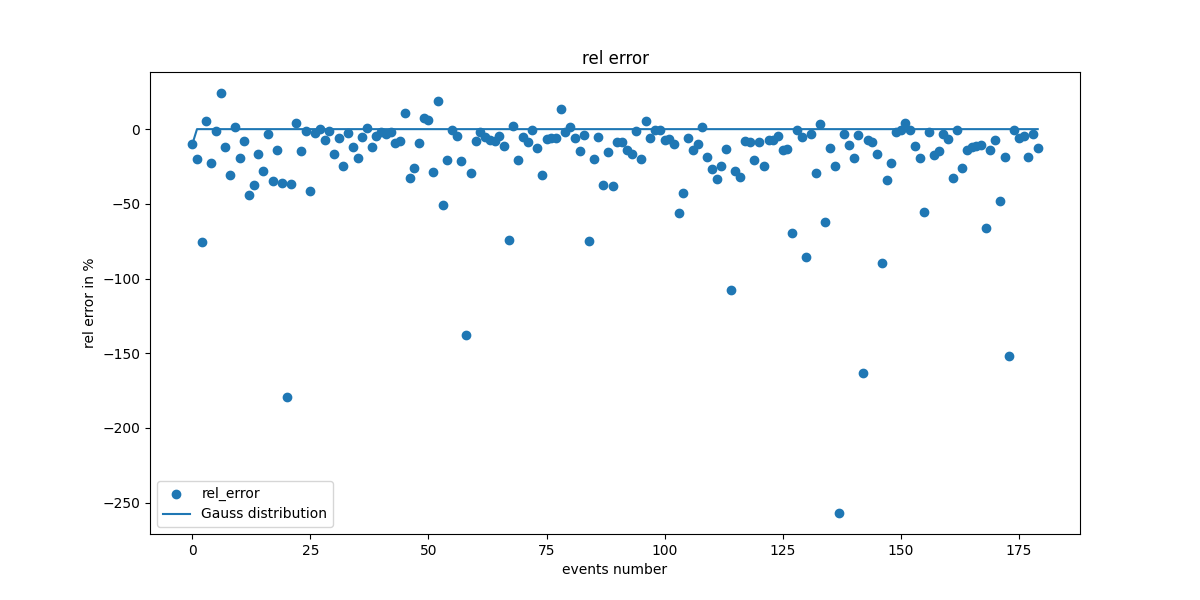 rel error
0
−50
−100
−150
−200
−250
rel error in %
rel_error
Gauss distribution
0
25
50
75
100
125
150
175
events number